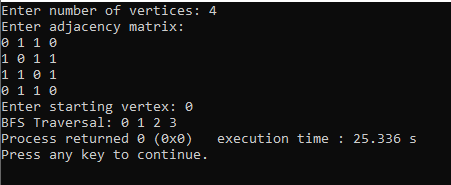 Enter number of vertices: 4
Enter adjacency matrix:
0 1 1 0
1 0 1 1
1 1 0 1
0 1 1 0
Enter starting vertex: 0
BFS Traversal: 0 1 2 3
Process returned 0 (0x0)   execution time : 25.336 s
Press any key to continue.